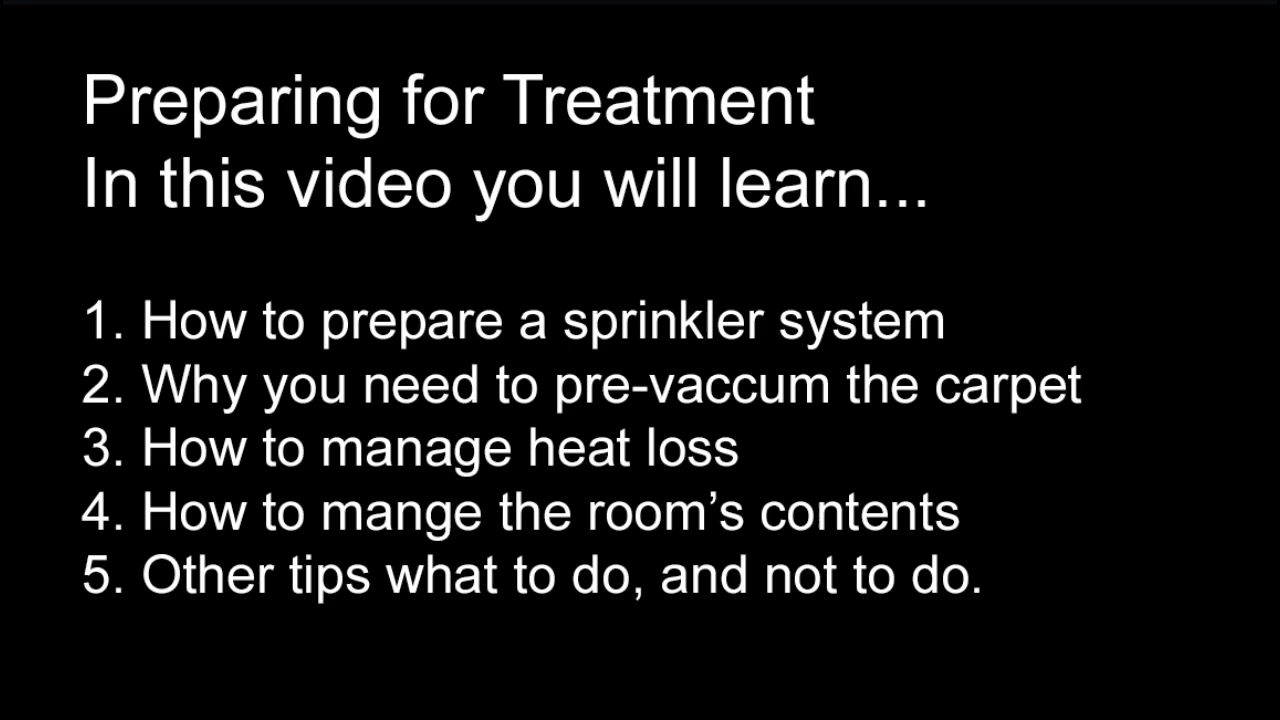 Preparing for Treatment
In this video you will learn...
1. How to prepare a sprinkler system
2. Why you need to pre-vaccum the carpet
3. How to manage heat loss
4. How to mange the room’s contents
5. Other tips what to do, and not to do.